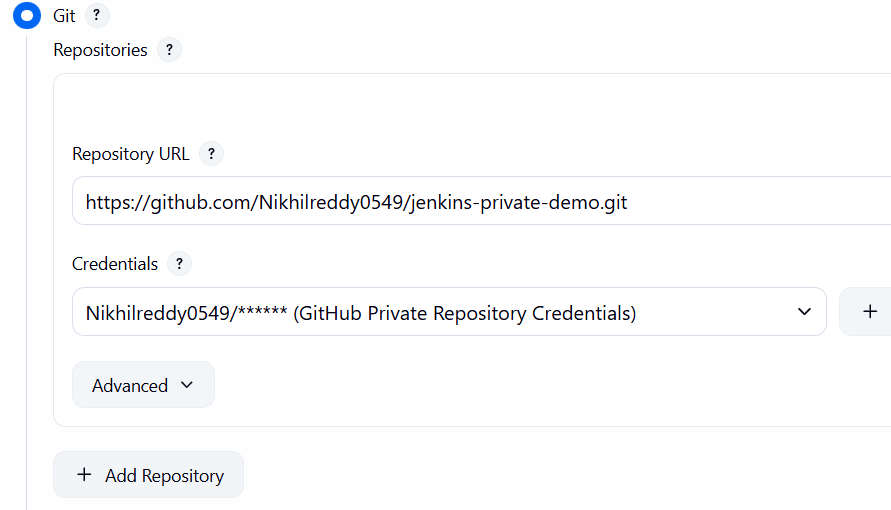 Git ?
Repositories ?
Repository URL ?
https://github.com/Nikhilreddy0549/jenkins-private-demo.git
Credentials ?
Nikhilreddy0549/****** (GitHub Private Repository Credentials)
+
Advanced
+ Add Repository